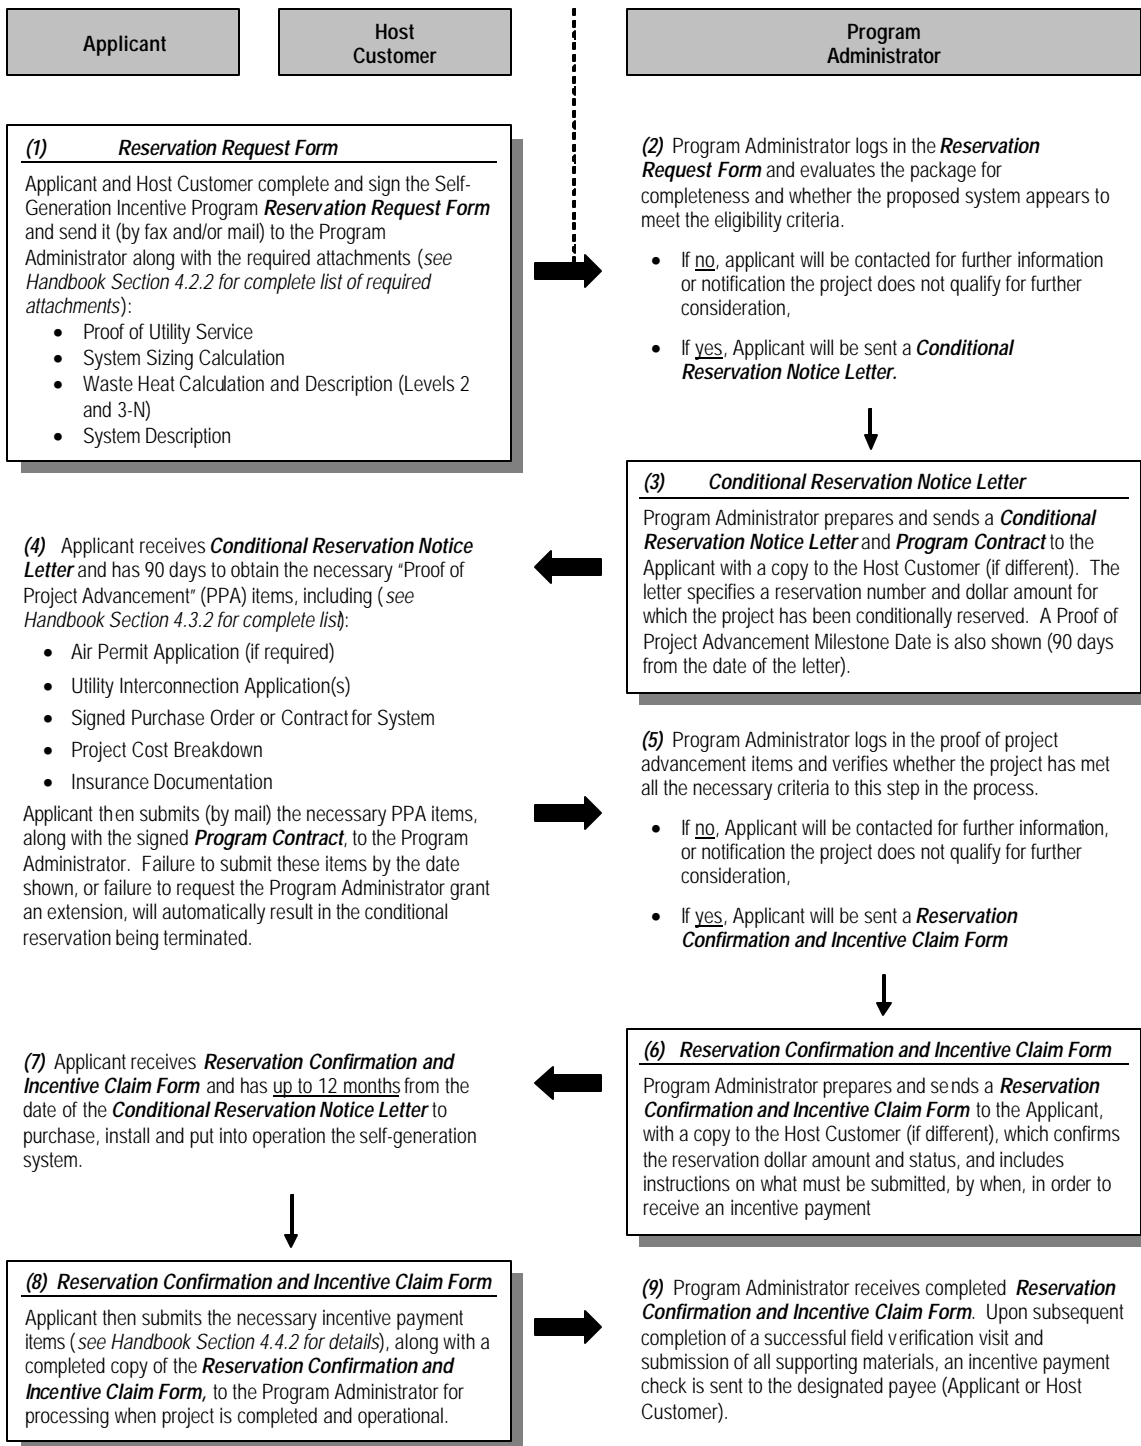 Applicant
Host
Customer
Program
Administrator
(1) Reservation Request Form
Applicant and Host Customer complete and sign the Self-
Generation Incentive Program Reservation Request Form
and send it (by fax and/or mail) to the Program
Administrator along with the required attachments (see
Handbook Section 4.2.2 for complete list of required
attachments):
• Proof of Utility Service
• System Sizing Calculation
• Waste Heat Calculation and Description (Levels 2
and 3-N)
• System Description
(2) Program Administrator logs in the Reservation
Request Form and evaluates the package for
completeness and whether the proposed system appears to
meet the eligibility criteria.
• If no, applicant will be contacted for further information
or notification the project does not qualify for further
consideration,
• If yes, Applicant will be sent a Conditional
Reservation Notice Letter.
(3) Conditional Reservation Notice Letter
Program Administrator prepares and sends a Conditional
Reservation Notice Letter and Program Contract to the
Applicant with a copy to the Host Customer (if different). The
letter specifies a reservation number and dollar amount for
which the project has been conditionally reserved. A Proof of
Project Advancement Milestone Date is also shown (90 days
from the date of the letter).
(4) Applicant receives Conditional Reservation Notice
Letter and has 90 days to obtain the necessary "Proof of
Project Advancement" (PPA) items, including (see
Handbook Section 4.3.2 for complete list):
• Air Permit Application (if required)
• Utility Interconnection Application(s)
• Signed Purchase Order or Contract for System
• Project Cost Breakdown
• Insurance Documentation
Applicant then submits (by mail) the necessary PPA items,
along with the signed Program Contract, to the Program
Administrator. Failure to submit these items by the date
shown, or failure to request the Program Administrator grant
an extension, will automatically result in the conditional
reservation being terminated.
(5) Program Administrator logs in the proof of project
advancement items and verifies whether the project has met
all the necessary criteria to this step in the process.
• If no, Applicant will be contacted for further information,
or notification the project does not qualify for further
consideration,
• If yes, Applicant will be sent a Reservation
Confirmation and Incentive Claim Form
(6) Reservation Confirmation and Incentive Claim Form
Program Administrator prepares and sends a Reservation
Confirmation and Incentive Claim Form to the Applicant,
with a copy to the Host Customer (if different), which confirms
the reservation dollar amount and status, and includes
instructions on what must be submitted, by when, in order to
receive an incentive payment
(7) Applicant receives Reservation Confirmation and
Incentive Claim Form and has up to 12 months from the
date of the Conditional Reservation Notice Letter to
purchase, install and put into operation the self-generation
system.
(8) Reservation Confirmation and Incentive Claim Form
Applicant then submits the necessary incentive payment
items (see Handbook Section 4.4.2 for details), along with a
completed copy of the Reservation Confirmation and
Incentive Claim Form, to the Program Administrator for
processing when project is completed and operational.
(9) Program Administrator receives completed Reservation
Confirmation and Incentive Claim Form. Upon subsequent
completion of a successful field verification visit and
submission of all supporting materials, an incentive payment
check is sent to the designated payee (Applicant or Host
Customer).